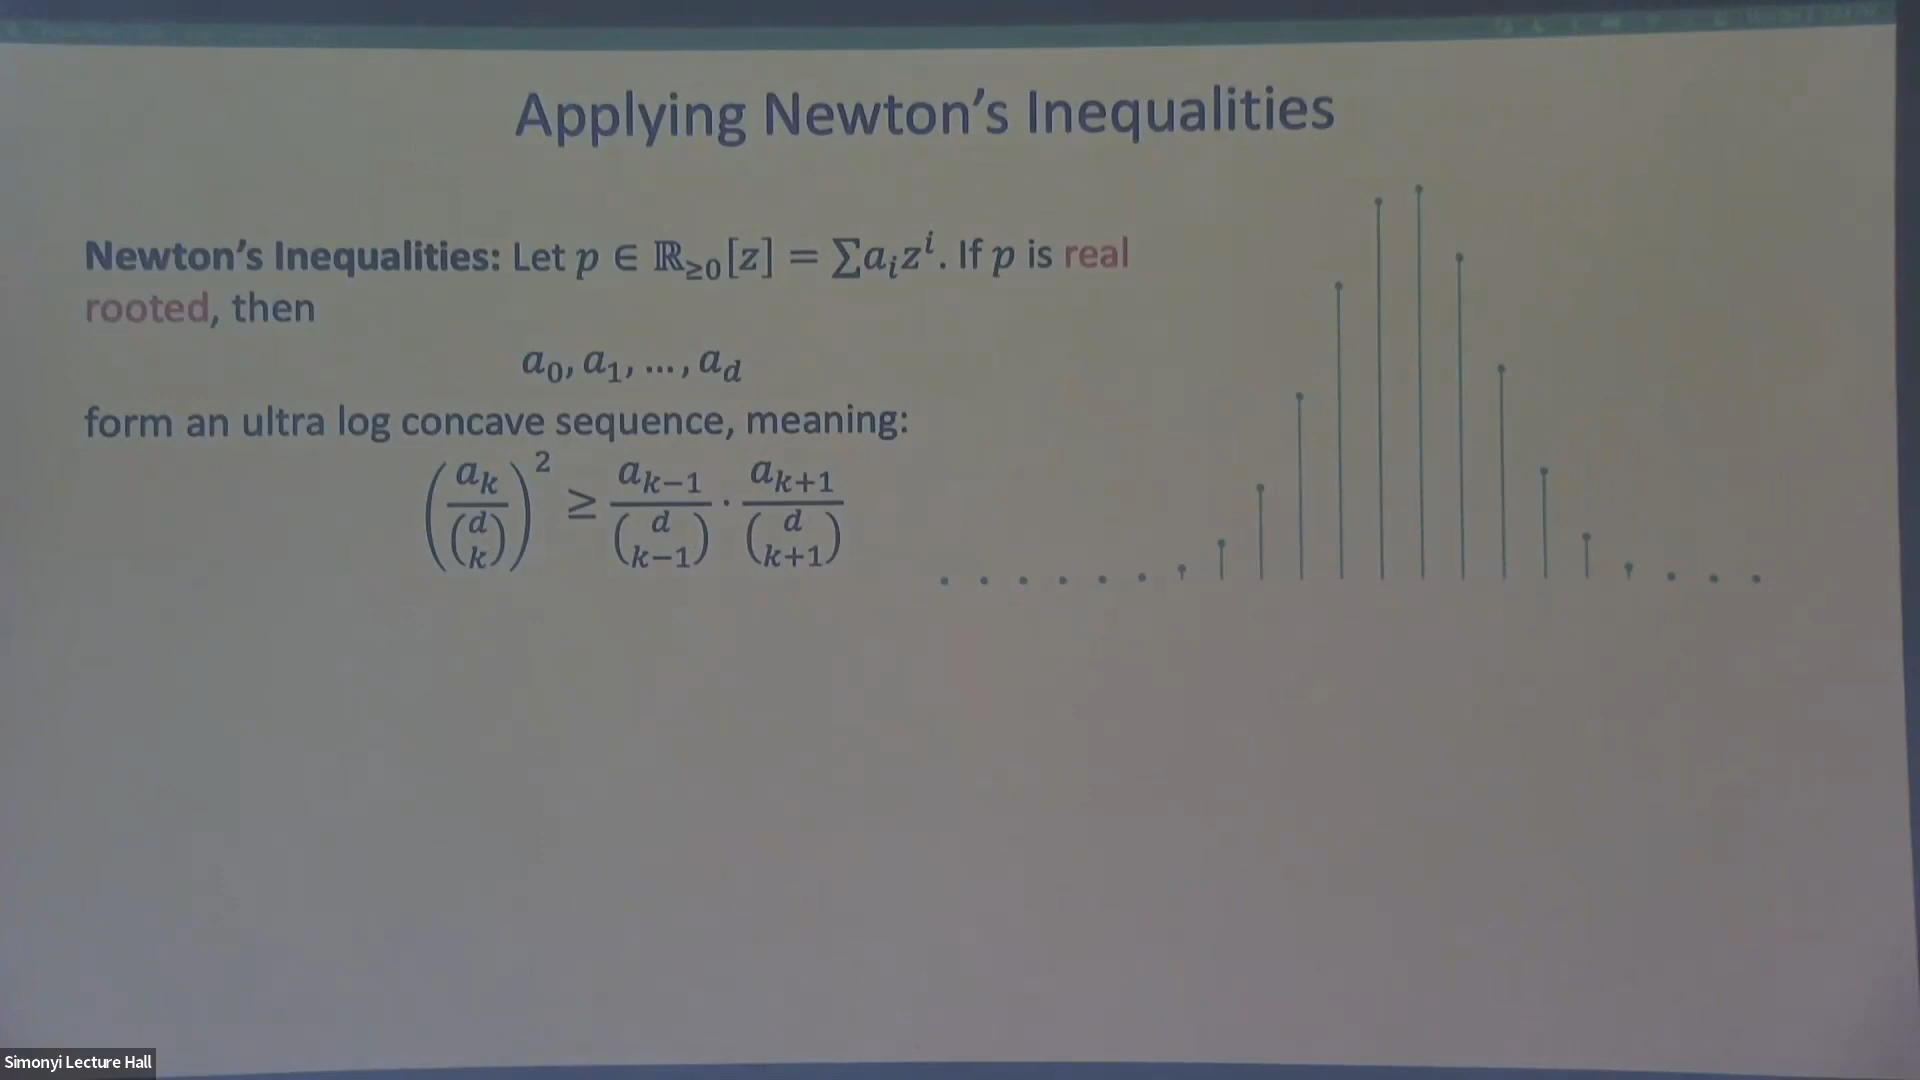 Applying Newton's Inequalities
Newton's Inequalities: Let p ∈ ℝ≥0[z] = ∑aᵢzⁱ. If p is real
rooted, then
a₀, a₁, …, a_d
form an ultra log concave sequence, meaning:
(a_k / (d choose k))² ≥ a_{k−1} / (d choose k−1) · a_{k+1} / (d choose k+1)
Simonyi Lecture Hall